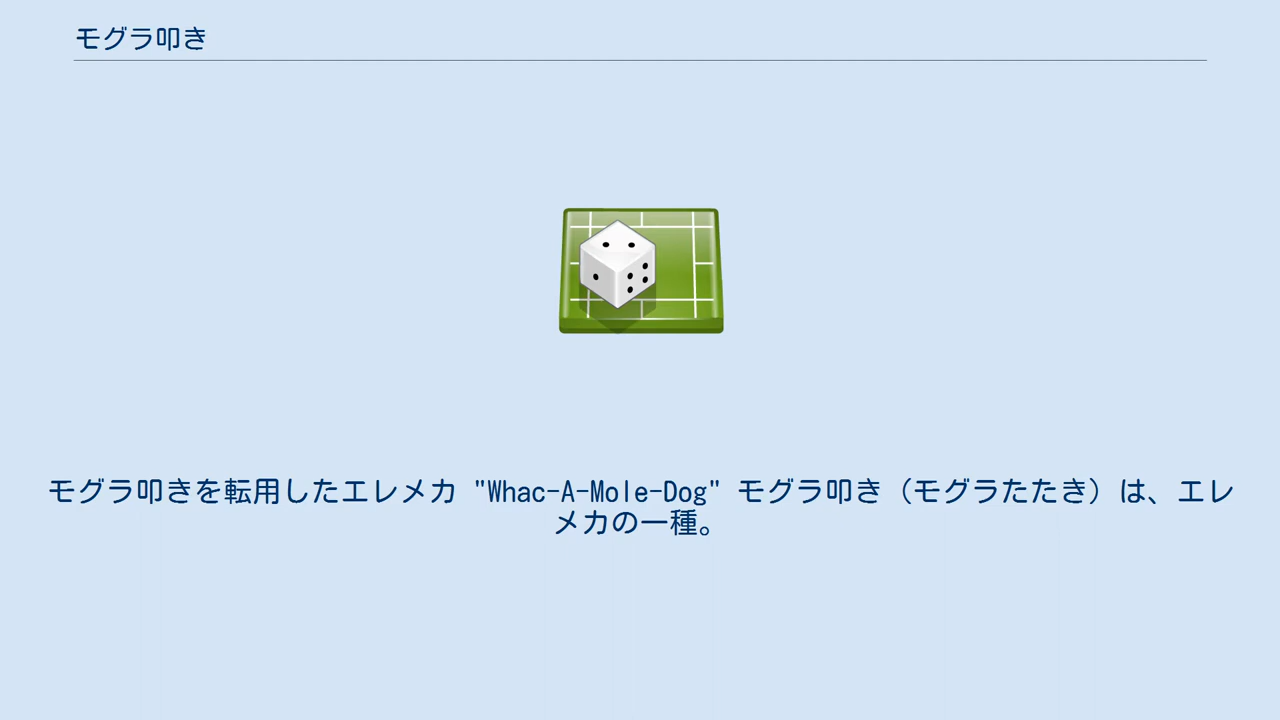 モグラ叩き
モグラ叩きを転用したエレメカ "Whac-A-Mole-Dog" モグラ叩き（モグラたたき）は、エレ
メカの一種。